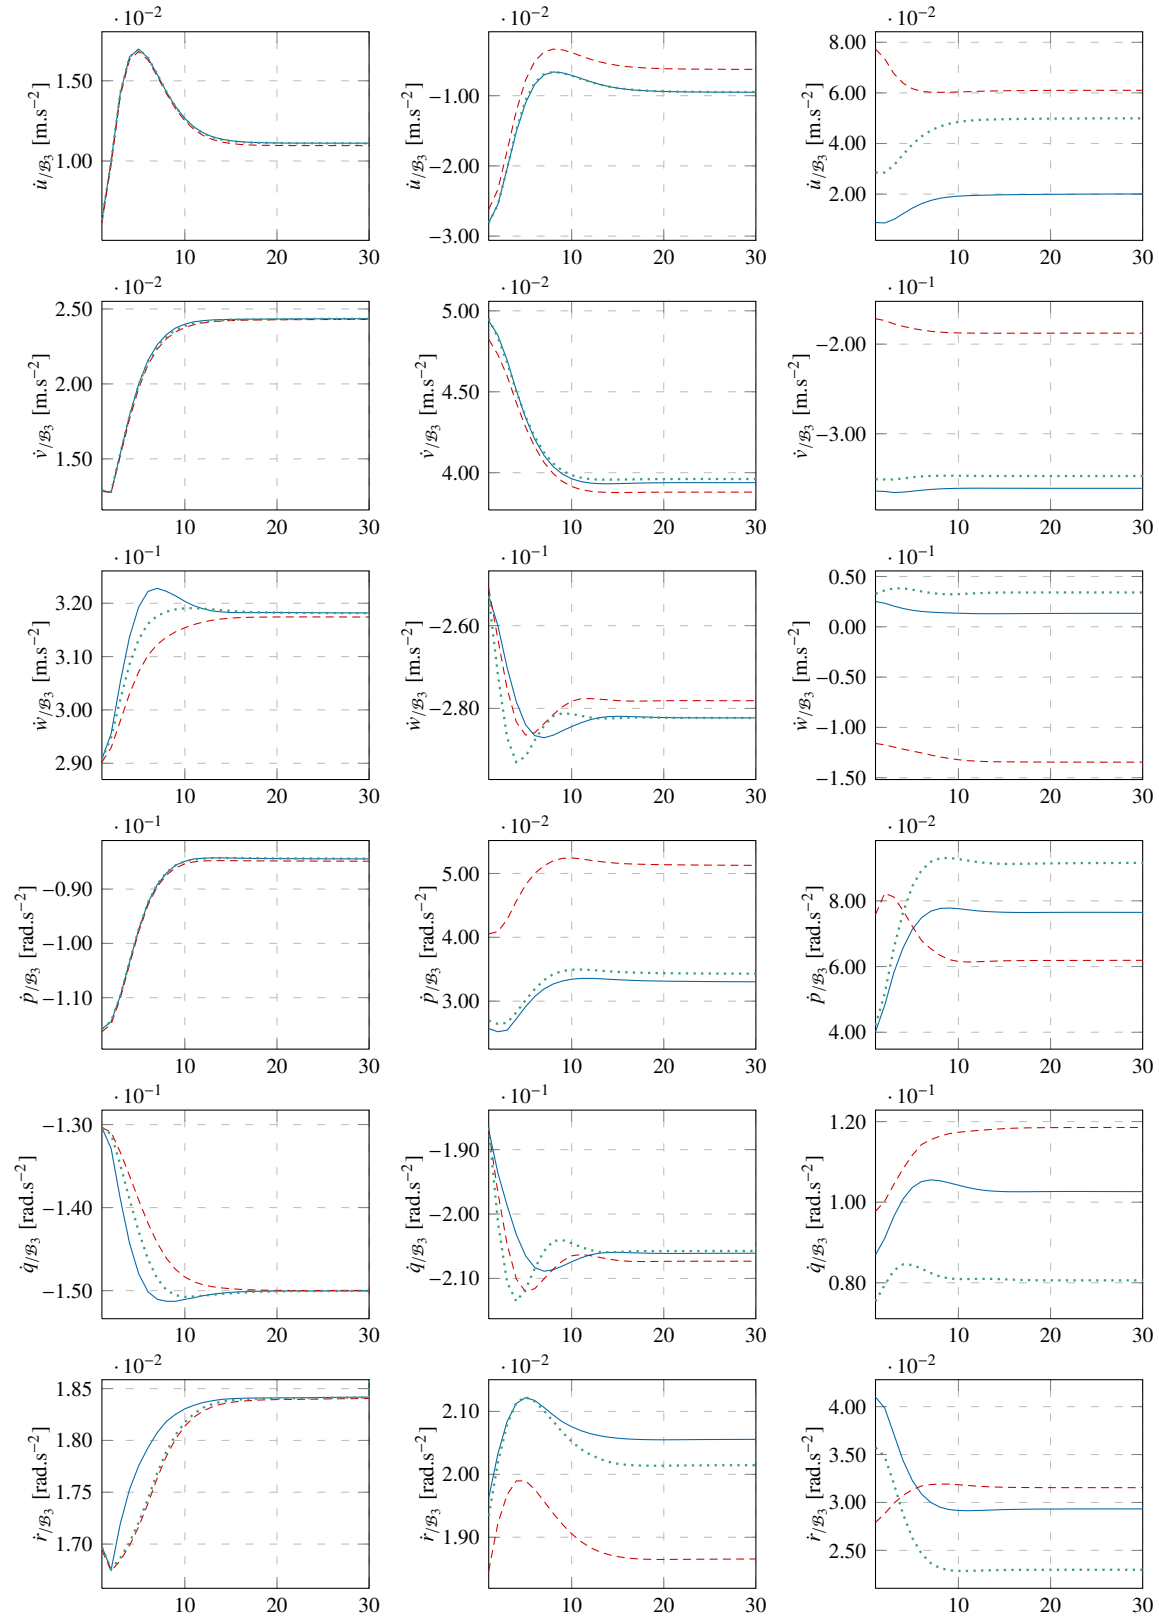 ·10⁻² ·10⁻² ·10⁻²
u̇/ℬ₃ [m.s⁻²] 1.50 1.00 10 20 30
u̇/ℬ₃ [m.s⁻²] −1.00 −2.00 −3.00 10 20 30
u̇/ℬ₃ [m.s⁻²] 8.00 6.00 4.00 2.00 10 20 30
·10⁻² ·10⁻² ·10⁻¹
v̇/ℬ₃ [m.s⁻²] 2.50 2.00 1.50 10 20 30
v̇/ℬ₃ [m.s⁻²] 5.00 4.50 4.00 10 20 30
v̇/ℬ₃ [m.s⁻²] −2.00 −3.00 10 20 30
·10⁻¹ ·10⁻¹ ·10⁻¹
ẇ/ℬ₃ [m.s⁻²] 3.20 3.10 3.00 2.90 10 20 30
ẇ/ℬ₃ [m.s⁻²] −2.60 −2.80 10 20 30
ẇ/ℬ₃ [m.s⁻²] 0.50 0.00 −0.50 −1.00 −1.50 10 20 30
·10⁻¹ ·10⁻² ·10⁻²
ṗ/ℬ₃ [rad.s⁻²] −0.90 −1.00 −1.10 10 20 30
ṗ/ℬ₃ [rad.s⁻²] 5.00 4.00 3.00 10 20 30
ṗ/ℬ₃ [rad.s⁻²] 8.00 6.00 4.00 10 20 30
·10⁻¹ ·10⁻¹ ·10⁻¹
q̇/ℬ₃ [rad.s⁻²] −1.30 −1.40 −1.50 10 20 30
q̇/ℬ₃ [rad.s⁻²] −1.90 −2.00 −2.10 10 20 30
q̇/ℬ₃ [rad.s⁻²] 1.20 1.00 0.80 10 20 30
·10⁻² ·10⁻² ·10⁻²
ṙ/ℬ₃ [rad.s⁻²] 1.85 1.80 1.75 1.70 10 20 30
ṙ/ℬ₃ [rad.s⁻²] 2.10 2.00 1.90 10 20 30
ṙ/ℬ₃ [rad.s⁻²] 4.00 3.50 3.00 2.50 10 20 30